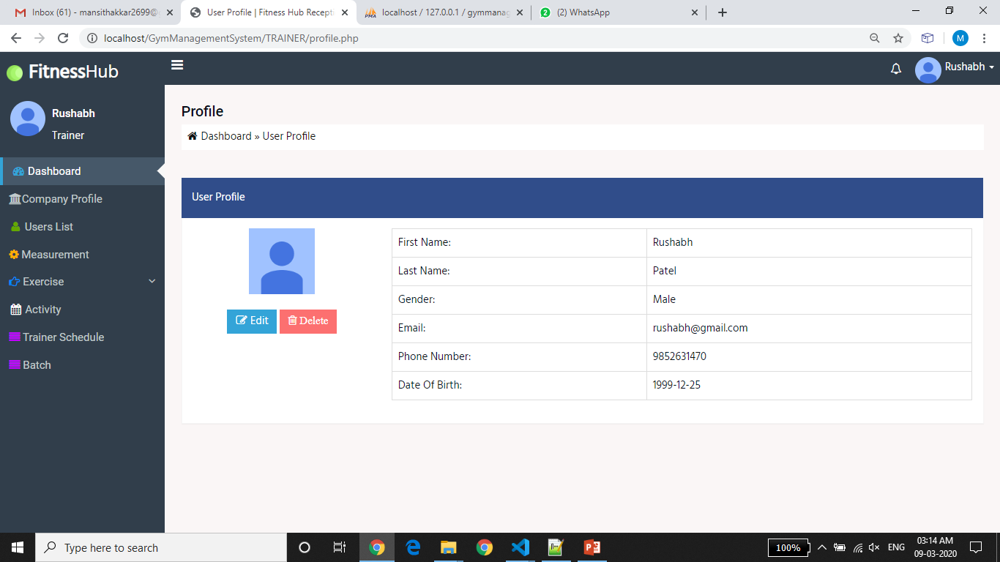 Inbox (61) - mansithakkar2699@
User Profile | Fitness Hub Recept
localhost / 127.0.0.1 / gymmanag
(2) WhatsApp
localhost/GymManagementSystem/TRAINER/profile.php
M
FitnessHub
Rushabh
Rushabh
Trainer
Dashboard
Company Profile
Users List
Measurement
Exercise
Activity
Trainer Schedule
Batch
Profile
Dashboard » User Profile
User Profile
Edit Delete
First Name: Rushabh
Last Name: Patel
Gender: Male
Email: rushabh@gmail.com
Phone Number: 9852631470
Date Of Birth: 1999-12-25
Type here to search
100%
ENG
03:14 AM
09-03-2020